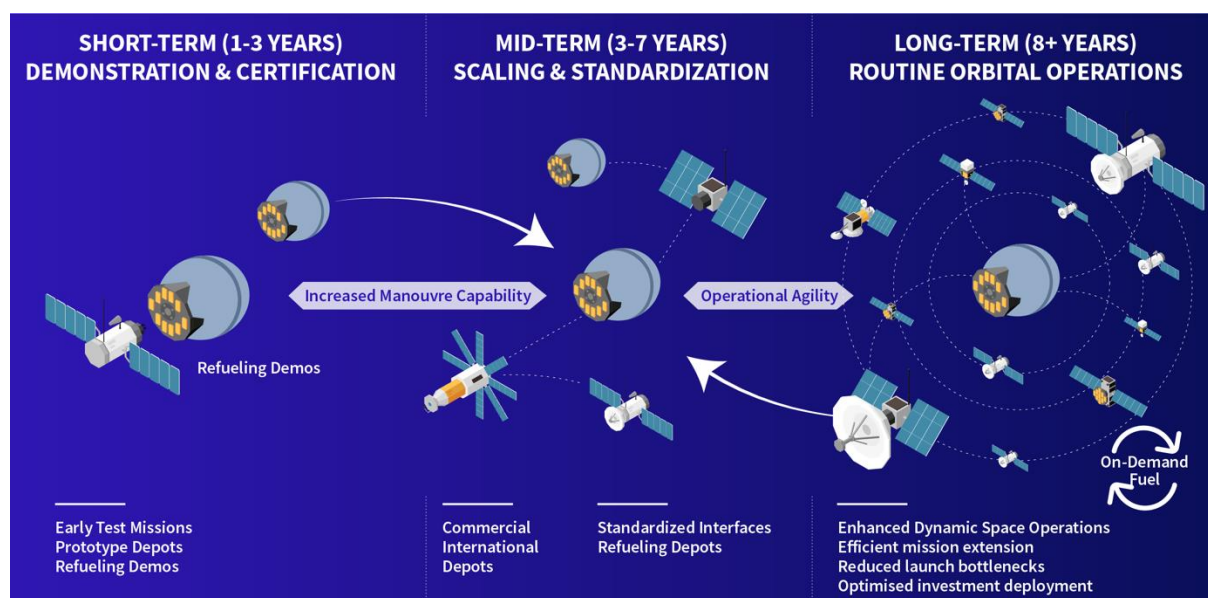 SHORT-TERM (1-3 YEARS)
DEMONSTRATION & CERTIFICATION
MID-TERM (3-7 YEARS)
SCALING & STANDARDIZATION
LONG-TERM (8+ YEARS)
ROUTINE ORBITAL OPERATIONS
Increased Manouvre Capability
Operational Agility
Refueling Demos
On-Demand
Fuel
Early Test Missions
Prototype Depots
Refueling Demos
Commercial
International
Depots
Standardized Interfaces
Refueling Depots
Enhanced Dynamic Space Operations
Efficient mission extension
Reduced launch bottlenecks
Optimised investment deployment